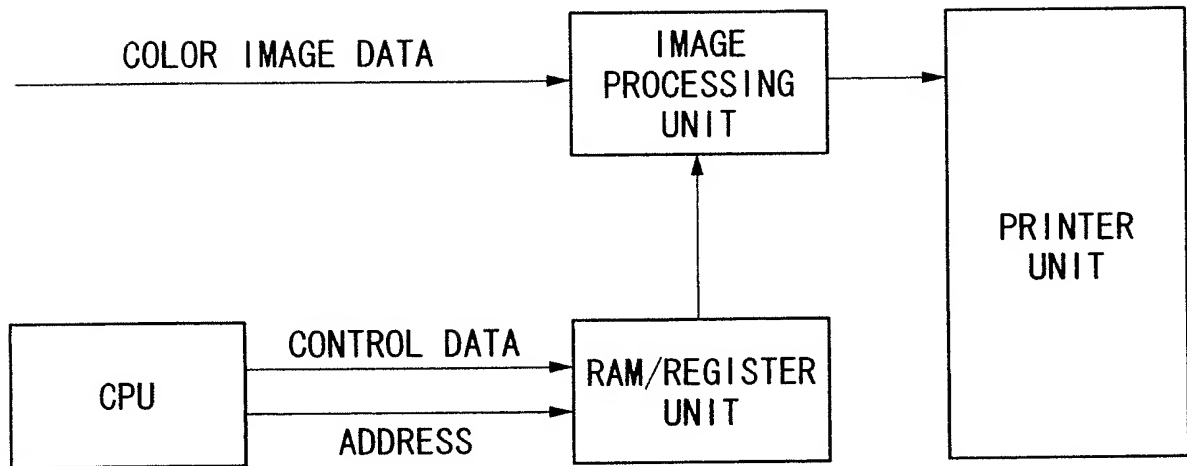 COLOR IMAGE DATA
IMAGE
PROCESSING
UNIT
PRINTER
UNIT
CPU
CONTROL DATA
ADDRESS
RAM/REGISTER
UNIT